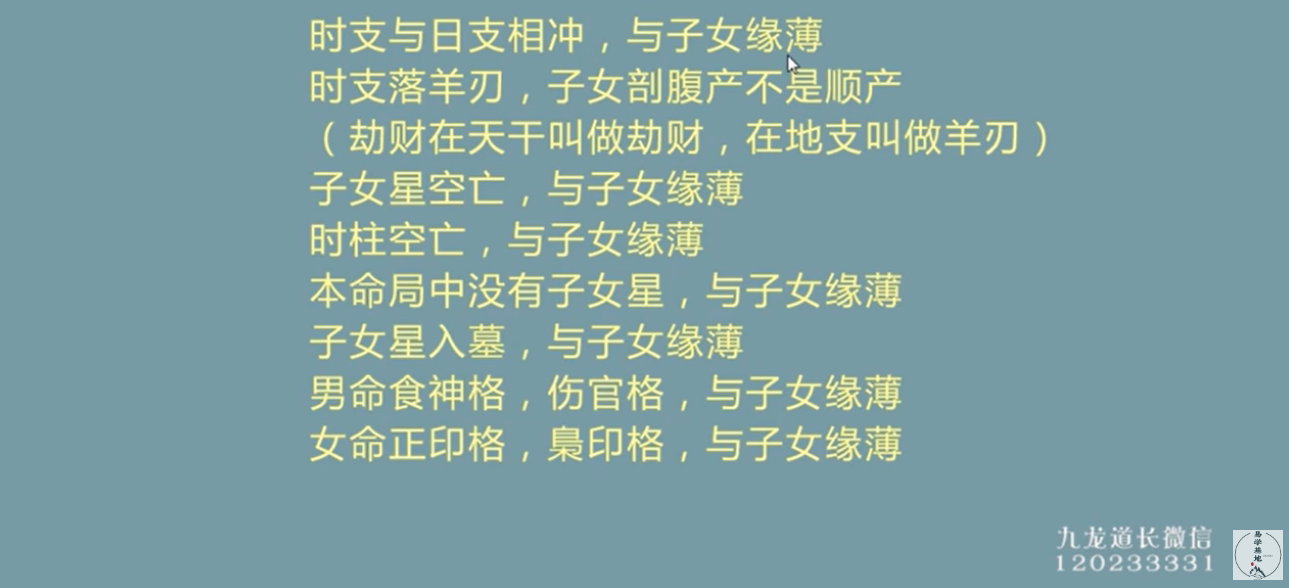 时支与日支相冲，与子女缘薄
时支落羊刃，子女剖腹产不是顺产
（劫财在天干叫做劫财，在地支叫做羊刃）
子女星空亡，与子女缘薄
时柱空亡，与子女缘薄
本命局中没有子女星，与子女缘薄
子女星入墓，与子女缘薄
男命食神格，伤官格，与子女缘薄
女命正印格，梟印格，与子女缘薄
九龙道长微信
120233331
易学基地